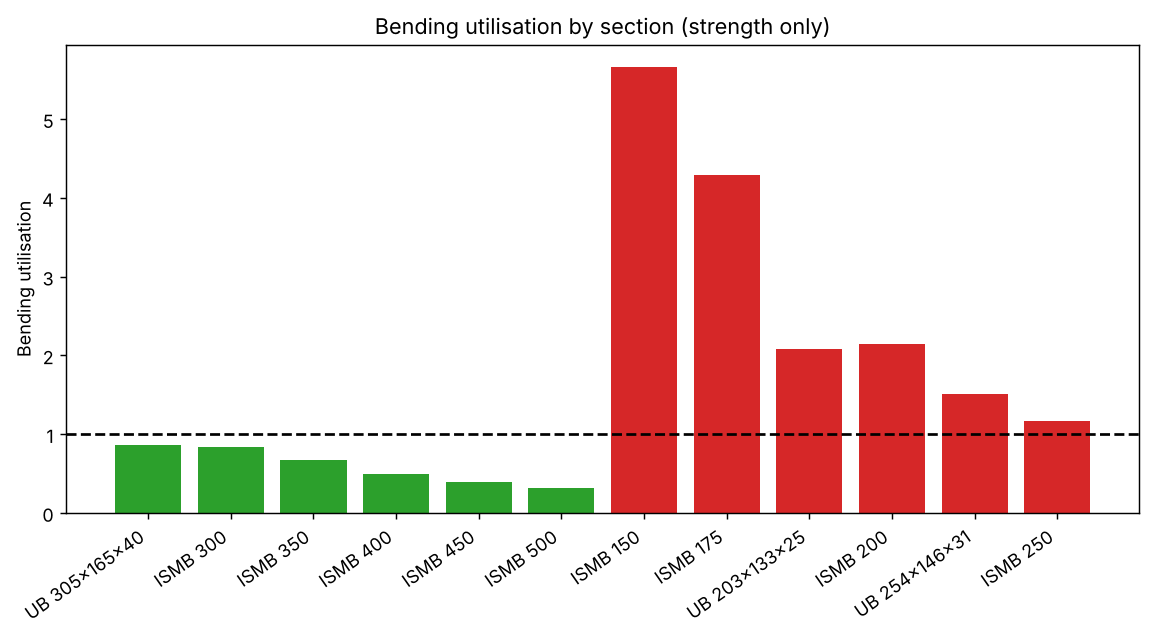 Bending utilisation by section (strength only)
Bending utilisation
5
4
3
2
1
0
UB 305×165×40
ISMB 300
ISMB 350
ISMB 400
ISMB 450
ISMB 500
ISMB 150
ISMB 175
UB 203×133×25
ISMB 200
UB 254×146×31
ISMB 250